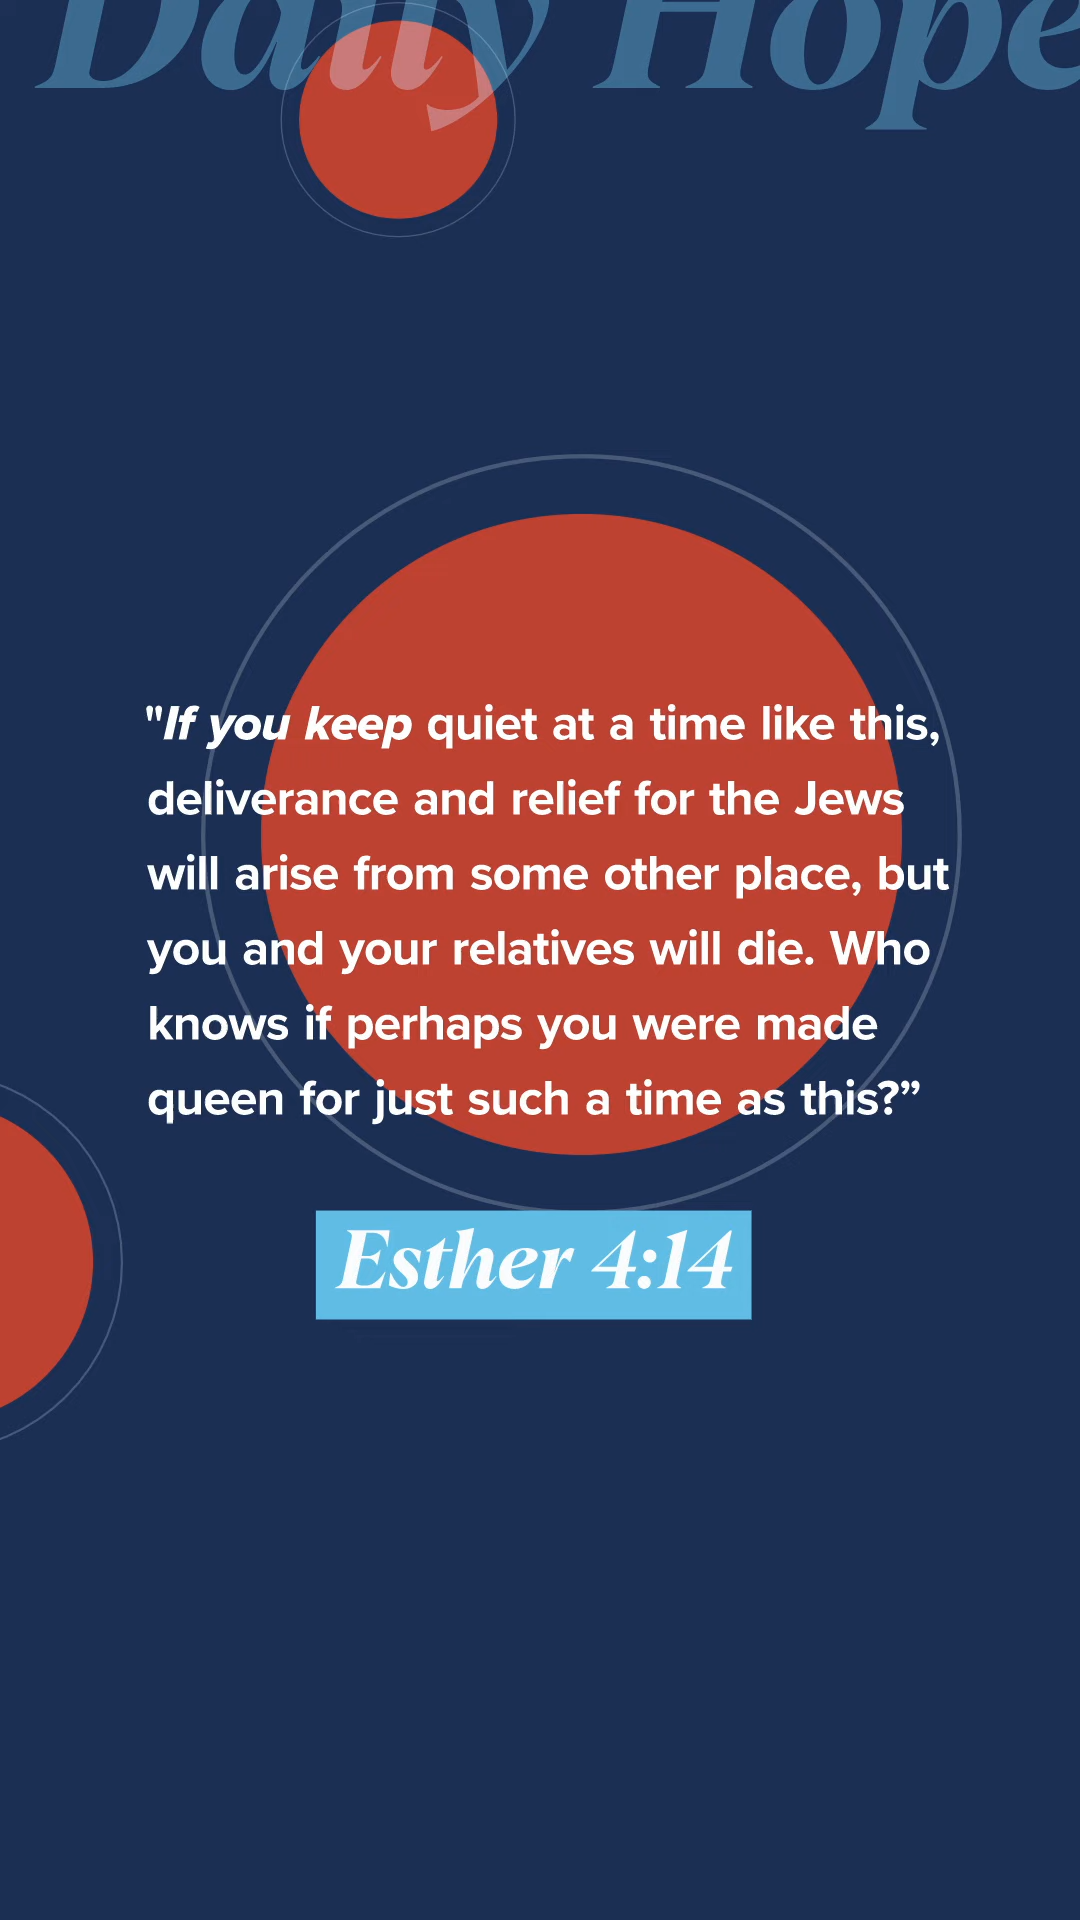 Daily Hope
"If you keep quiet at a time like this,
deliverance and relief for the Jews
will arise from some other place, but
you and your relatives will die. Who
knows if perhaps you were made
queen for just such a time as this?”
Esther 4:14